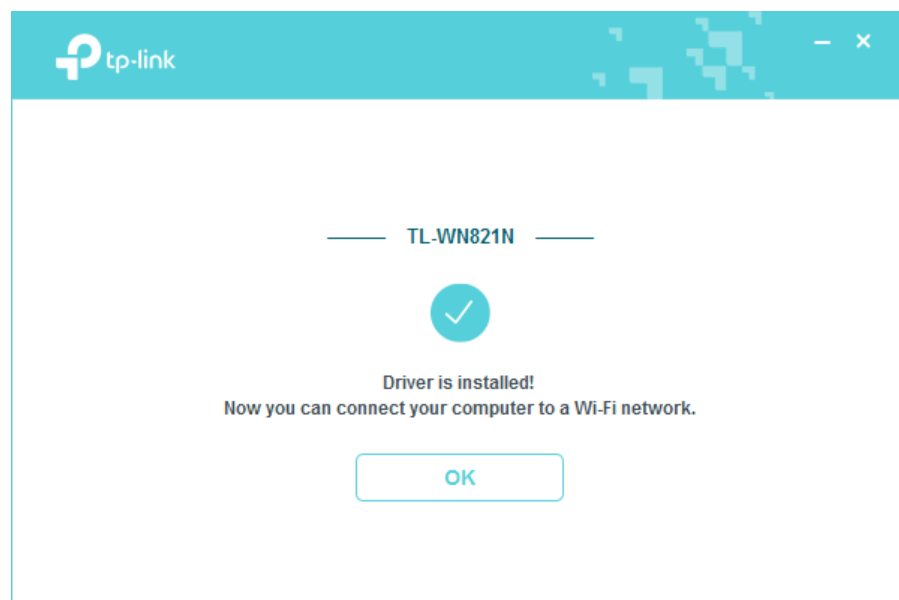 tp-link
TL-WN821N
Driver is installed!
Now you can connect your computer to a Wi-Fi network.
OK